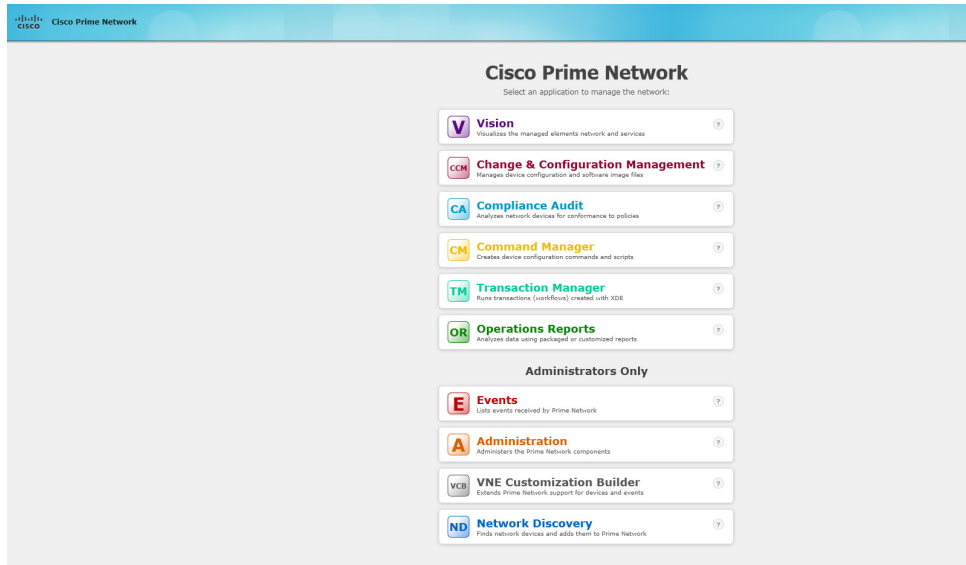 CISCO Cisco Prime Network
Cisco Prime Network
Select an application to manage the network:
V Vision ?
Visualizes the managed elements network and services
CCM Change & Configuration Management ?
Manages device configuration and software image files
CA Compliance Audit ?
Analyzes network devices for conformance to policies
CM Command Manager ?
Creates device configuration commands and scripts
TM Transaction Manager ?
Runs transactions (workflows) created with XDE
OR Operations Reports ?
Analyzes data using packaged or customized reports
Administrators Only
E Events ?
Lists events received by Prime Network
A Administration ?
Administers the Prime Network components
VCB VNE Customization Builder ?
Extends Prime Network support for devices and events
ND Network Discovery ?
Finds network devices and adds them to Prime Network